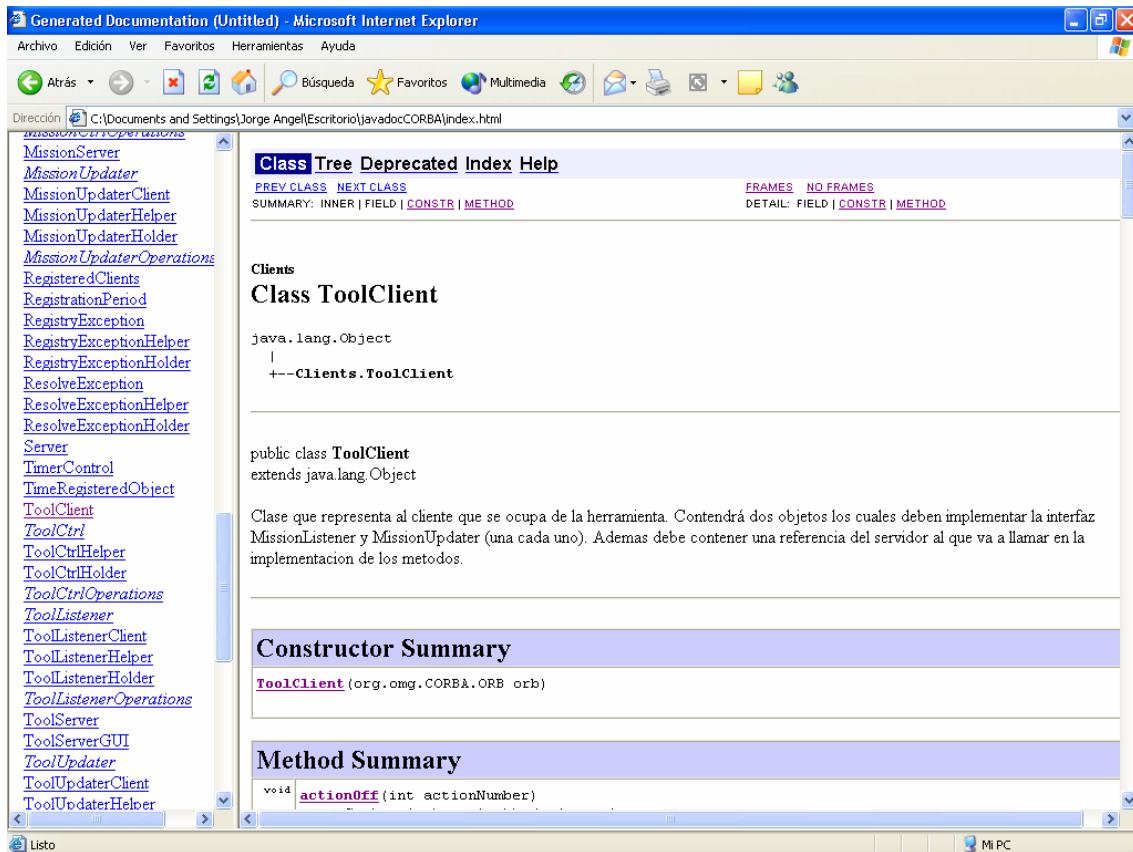 Generated Documentation (Untitled) - Microsoft Internet Explorer
Archivo Edición Ver Favoritos Herramientas Ayuda
Atrás Búsqueda Favoritos Multimedia
Dirección C:\Documents and Settings\Jorge Angel\Escritorio\javadocCORBA\index.html
MissionCtrlOperations
MissionServer
MissionUpdater
MissionUpdaterClient
MissionUpdaterHelper
MissionUpdaterHolder
MissionUpdaterOperations
RegisteredClients
RegistrationPeriod
RegistryException
RegistryExceptionHelper
RegistryExceptionHolder
ResolveException
ResolveExceptionHelper
ResolveExceptionHolder
Server
TimerControl
TimeRegisteredObject
ToolClient
ToolCtrl
ToolCtrlHelper
ToolCtrlHolder
ToolCtrlOperations
ToolListener
ToolListenerClient
ToolListenerHelper
ToolListenerHolder
ToolListenerOperations
ToolServer
ToolServerGUI
ToolUpdater
ToolUpdaterClient
ToolUpdaterHelper
Class Tree Deprecated Index Help
PREV CLASS NEXT CLASS FRAMES NO FRAMES
SUMMARY: INNER | FIELD | CONSTR | METHOD DETAIL: FIELD | CONSTR | METHOD
Clients
Class ToolClient
java.lang.Object
|
+--Clients.ToolClient
public class ToolClient
extends java.lang.Object
Clase que representa al cliente que se ocupa de la herramienta. Contendrá dos objetos los cuales deben implementar la interfaz
MissionListener y MissionUpdater (una cada uno). Ademas debe contener una referencia del servidor al que va a llamar en la
implementacion de los metodos.
Constructor Summary
ToolClient(org.omg.CORBA.ORB orb)
Method Summary
void actionOff(int actionNumber)
Listo Mi PC